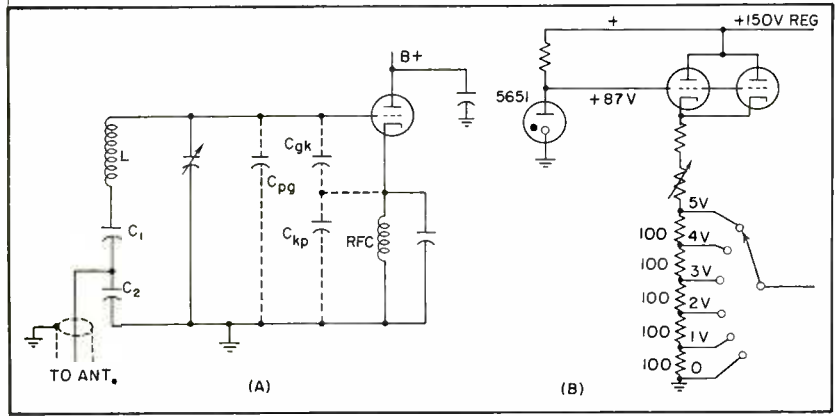 B+
L
Cgk
Cpg
Ckp
RFC
C1
C2
TO ANT.
(A)
+
+150V REG
5651
+87V
5V
100
4V
100
3V
100
2V
100
1V
100
0
(B)